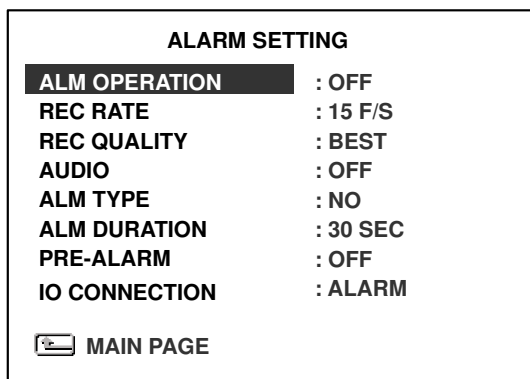 ALARM SETTING
ALM OPERATION : OFF
REC RATE : 15 F/S
REC QUALITY : BEST
AUDIO : OFF
ALM TYPE : NO
ALM DURATION : 30 SEC
PRE-ALARM : OFF
IO CONNECTION : ALARM
MAIN PAGE